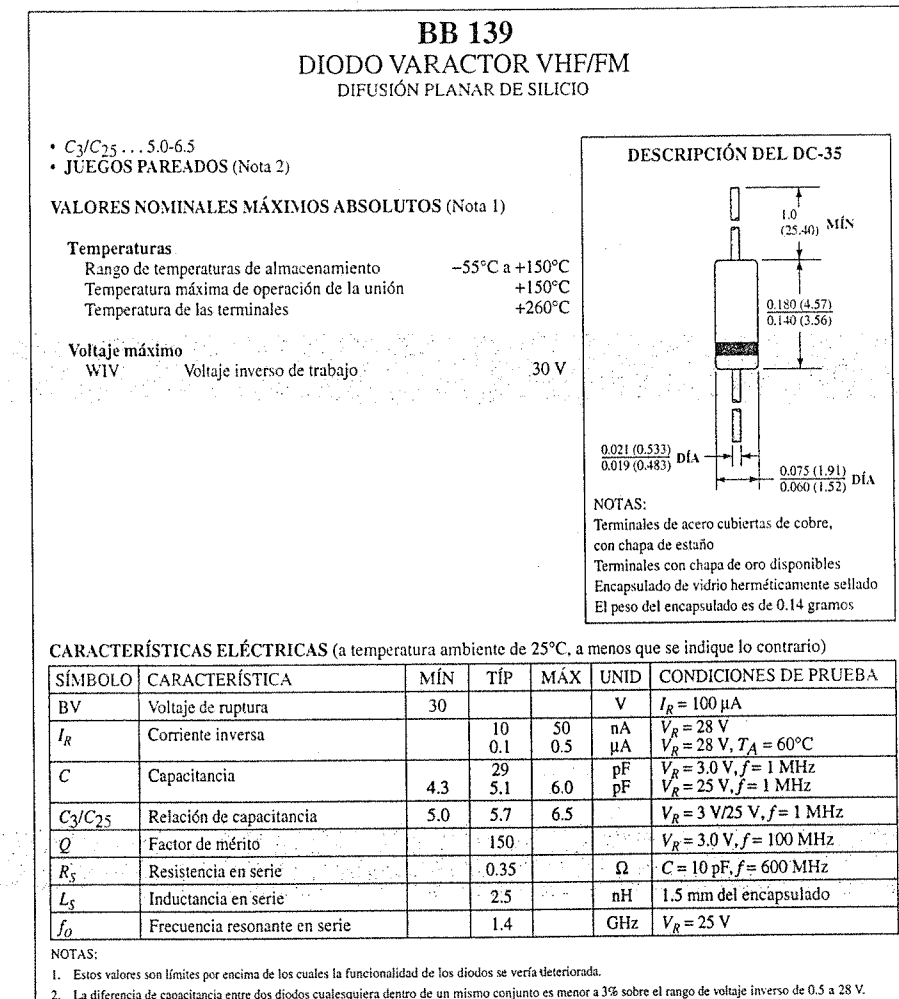 BB 139
DIODO VARACTOR VHF/FM
DIFUSIÓN PLANAR DE SILICIO
• C3/C25 . . . 5.0-6.5
• JUEGOS PAREADOS (Nota 2)
VALORES NOMINALES MÁXIMOS ABSOLUTOS (Nota 1)
Temperaturas
Rango de temperaturas de almacenamiento −55°C a +150°C
Temperatura máxima de operación de la unión +150°C
Temperatura de las terminales +260°C
Voltaje máximo
WIV Voltaje inverso de trabajo 30 V
DESCRIPCIÓN DEL DC-35
1.0
(25.40) MÍN
0.180 (4.57)
0.140 (3.56)
0.021 (0.533)
0.019 (0.483) DÍA
0.075 (1.91)
0.060 (1.52) DÍA
NOTAS:
Terminales de acero cubiertas de cobre,
con chapa de estaño
Terminales con chapa de oro disponibles
Encapsulado de vidrio herméticamente sellado
El peso del encapsulado es de 0.14 gramos
CARACTERÍSTICAS ELÉCTRICAS (a temperatura ambiente de 25°C, a menos que se indique lo contrario)
SÍMBOLO CARACTERÍSTICA MÍN TÍP MÁX UNID CONDICIONES DE PRUEBA
BV Voltaje de ruptura 30 V IR = 100 µA
IR Corriente inversa 10 50 nA VR = 28 V
0.1 0.5 µA VR = 28 V, TA = 60°C
C Capacitancia 29 pF VR = 3.0 V, f = 1 MHz
4.3 5.1 6.0 pF VR = 25 V, f = 1 MHz
C3/C25 Relación de capacitancia 5.0 5.7 6.5 VR = 3 V/25 V, f = 1 MHz
Q Factor de mérito 150 VR = 3.0 V, f = 100 MHz
RS Resistencia en serie 0.35 Ω C = 10 pF, f = 600 MHz
LS Inductancia en serie 2.5 nH 1.5 mm del encapsulado
fo Frecuencia resonante en serie 1.4 GHz VR = 25 V
NOTAS:
1. Estos valores son límites por encima de los cuales la funcionalidad de los diodos se vería deteriorada.
2. La diferencia de capacitancia entre dos diodos cualesquiera dentro de un mismo conjunto es menor a 3% sobre el rango de voltaje inverso de 0.5 a 28 V.